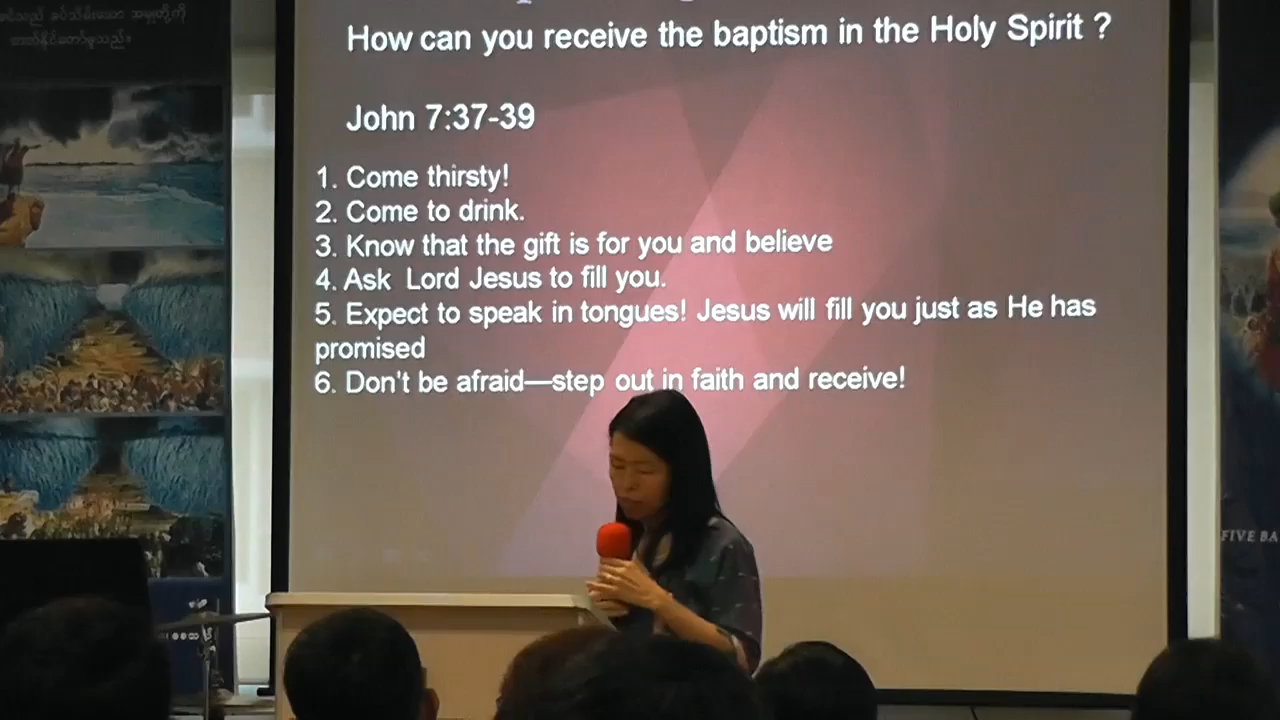 How can you receive the baptism in the Holy Spirit ?
John 7:37-39
1. Come thirsty!
2. Come to drink.
3. Know that the gift is for you and believe
4. Ask Lord Jesus to fill you.
5. Expect to speak in tongues! Jesus will fill you just as He has
promised
6. Don't be afraid—step out in faith and receive!
FIVE BA